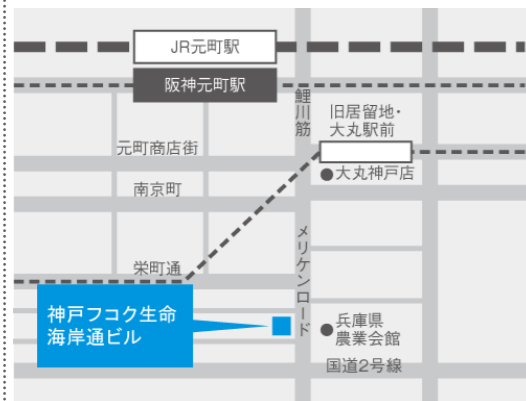 JR元町駅
阪神元町駅
鯉川筋
旧居留地・
大丸駅前
元町商店街
大丸神戸店
南京町
メリケンロード
栄町通
神戸フコク生命
海岸通ビル
兵庫県
農業会館
国道2号線